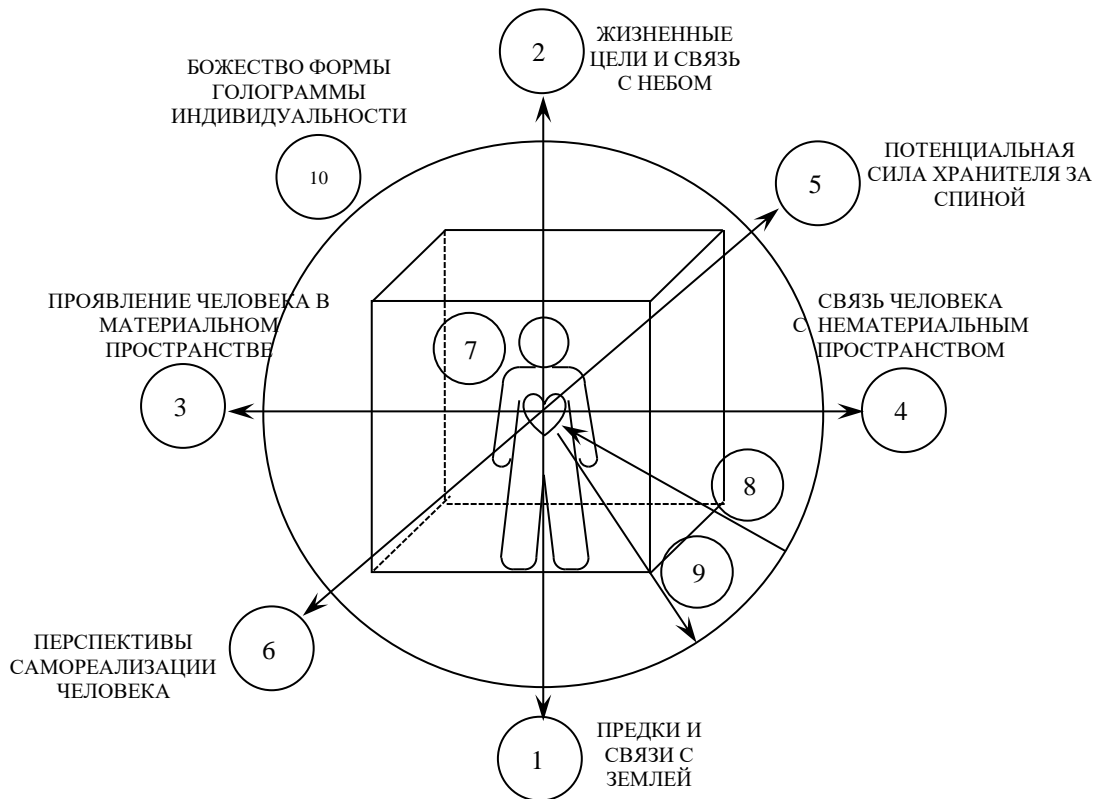 2
ЖИЗНЕННЫЕ
ЦЕЛИ И СВЯЗЬ
С НЕБОМ
БОЖЕСТВО ФОРМЫ
ГОЛОГРАММЫ
ИНДИВИДУАЛЬНОСТИ
10
5
ПОТЕНЦИАЛЬНАЯ
СИЛА ХРАНИТЕЛЯ ЗА
СПИНОЙ
ПРОЯВЛЕНИЕ ЧЕЛОВЕКА В
МАТЕРИАЛЬНОМ
ПРОСТРАНСТВЕ
3
7
СВЯЗЬ ЧЕЛОВЕКА
С НЕМАТЕРИАЛЬНЫМ
ПРОСТРАНСТВОМ
4
8
9
6
ПЕРСПЕКТИВЫ
САМОРЕАЛИЗАЦИИ
ЧЕЛОВЕКА
1
ПРЕДКИ И
СВЯЗИ С
ЗЕМЛЕЙ